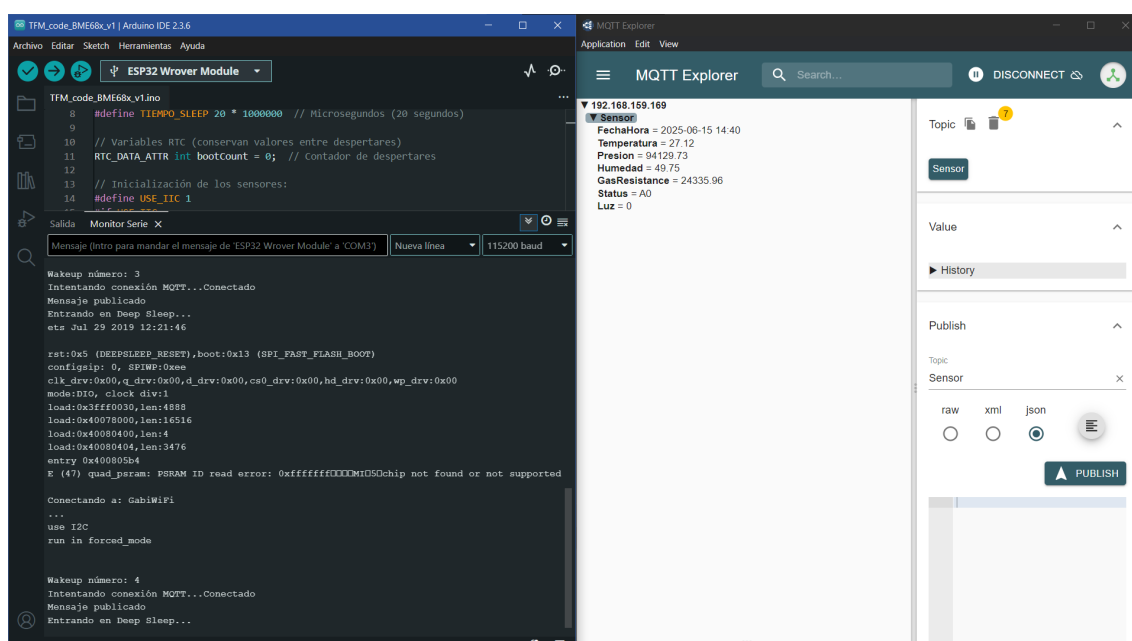 TFM_code_BME68x_v1 | Arduino IDE 2.3.6
Archivo Editar Sketch Herramientas Ayuda
ESP32 Wrover Module
TFM_code_BME68x_v1.ino
8 #define TIEMPO_SLEEP 20 * 1000000 // Microsegundos (20 segundos)
9
10 // Variables RTC (conservan valores entre despertares)
11 RTC_DATA_ATTR int bootCount = 0; // Contador de despertares
12
13 // Inicialización de los sensores:
14 #define USE_IIC 1
Salida Monitor Serie
Mensaje (Intro para mandar el mensaje de 'ESP32 Wrover Module' a 'COM3')
Nueva línea
115200 baud
Wakeup número: 3
Intentando conexión MQTT...Conectado
Mensaje publicado
Entrando en Deep Sleep...
ets Jul 29 2019 12:21:46
rst:0x5 (DEEPSLEEP_RESET),boot:0x13 (SPI_FAST_FLASH_BOOT)
configsip: 0, SPIWP:0xee
clk_drv:0x00,q_drv:0x00,d_drv:0x00,cs0_drv:0x00,hd_drv:0x00,wp_drv:0x00
mode:DIO, clock div:1
load:0x3fff0030,len:4888
load:0x40078000,len:16516
load:0x40080400,len:4
load:0x40080404,len:3476
entry 0x400805b4
E (47) quad_psram: PSRAM ID read error: 0xffffffff□□□□MI□5□chip not found or not supported
Conectando a: GabiWiFi
...
use I2C
run in forced_mode
Wakeup número: 4
Intentando conexión MQTT...Conectado
Mensaje publicado
Entrando en Deep Sleep...
MQTT Explorer
Application Edit View
MQTT Explorer
Search...
DISCONNECT
192.168.159.169
Sensor
FechaHora = 2025-06-15 14:40
Temperatura = 27.12
Presion = 94129.73
Humedad = 49.75
GasResistance = 24335.96
Status = A0
Luz = 0
Topic
7
Sensor
Value
History
Publish
Topic
Sensor
raw xml json
PUBLISH